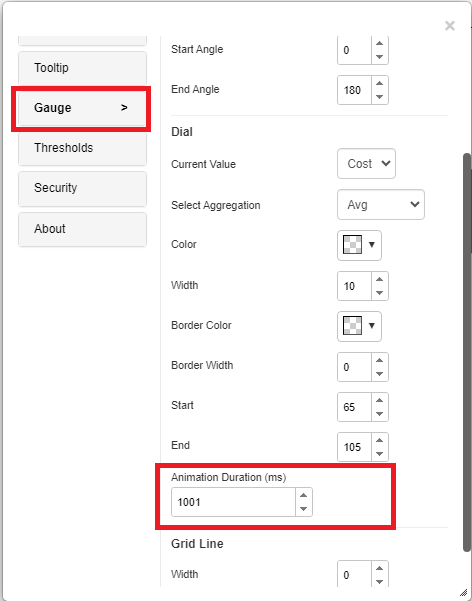 ×
Tooltip
Gauge >
Thresholds
Security
About
Start Angle 0
End Angle 180
Dial
Current Value Cost
Select Aggregation Avg
Color
Width 10
Border Color
Border Width 0
Start 65
End 105
Animation Duration (ms)
1001
Grid Line
Width 0